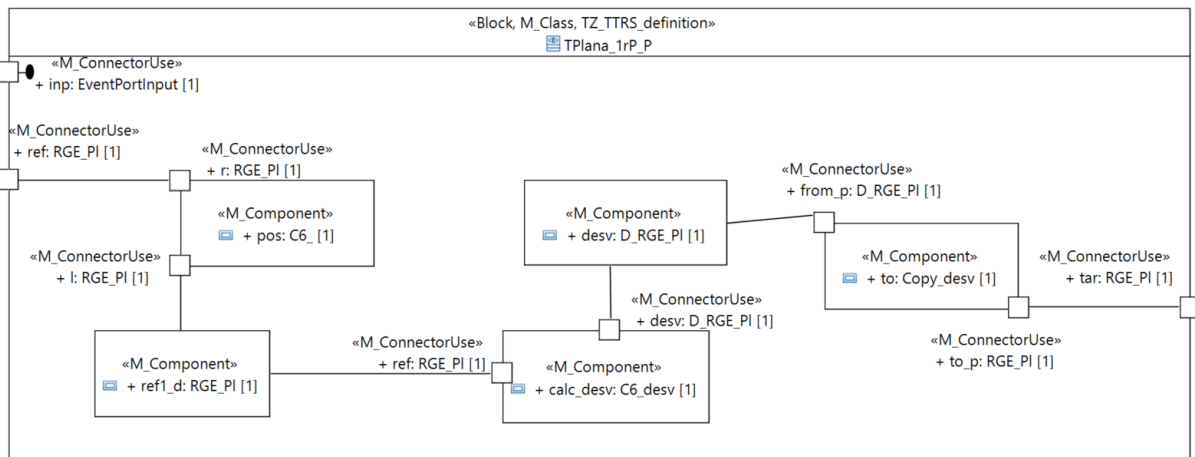 «Block, M_Class, TZ_TTRS_definition»
TPlana_1rP_P
«M_ConnectorUse»
+ inp: EventPortInput [1]
«M_ConnectorUse»
+ ref: RGE_Pl [1]
«M_ConnectorUse»
+ r: RGE_Pl [1]
«M_Component»
+ pos: C6_ [1]
«M_ConnectorUse»
+ l: RGE_Pl [1]
«M_Component»
+ ref1_d: RGE_Pl [1]
«M_ConnectorUse»
+ ref: RGE_Pl [1]
«M_Component»
+ desv: D_RGE_Pl [1]
«M_ConnectorUse»
+ desv: D_RGE_Pl [1]
«M_Component»
+ calc_desv: C6_desv [1]
«M_ConnectorUse»
+ from_p: D_RGE_Pl [1]
«M_Component»
+ to: Copy_desv [1]
«M_ConnectorUse»
+ tar: RGE_Pl [1]
«M_ConnectorUse»
+ to_p: RGE_Pl [1]